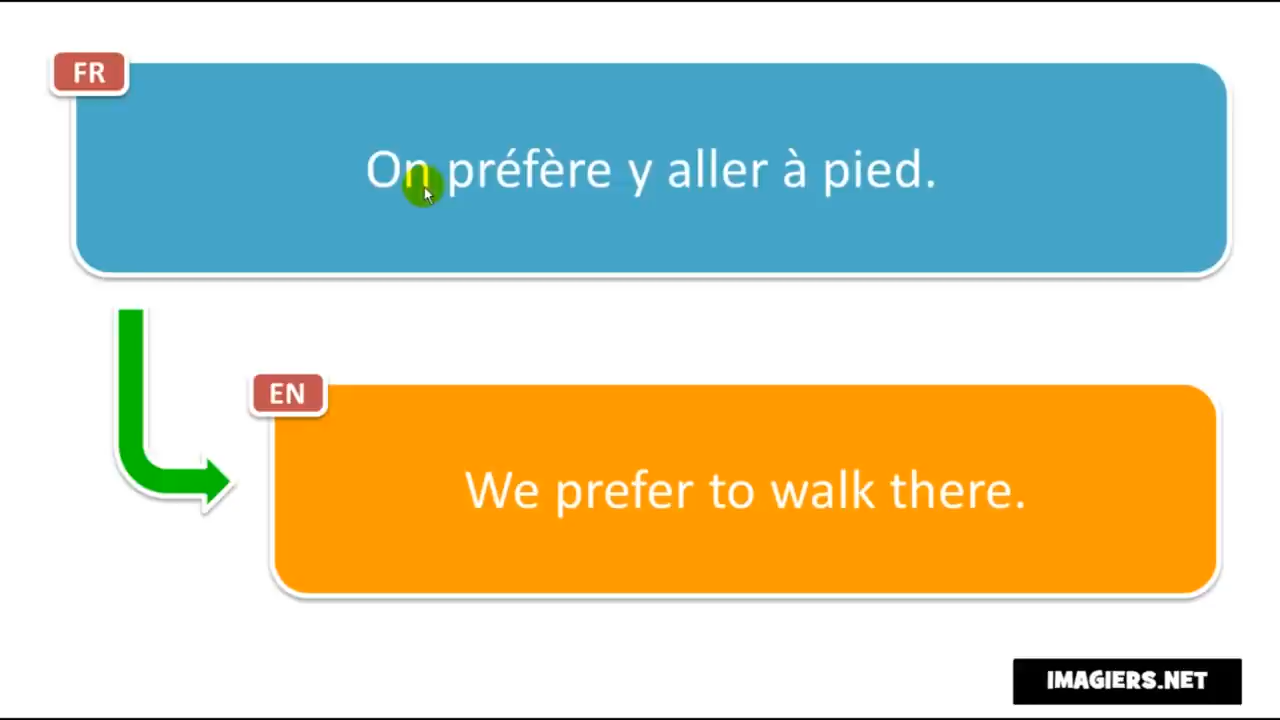 FR
On préfère y aller à pied.
EN
We prefer to walk there.
IMAGIERS.NET